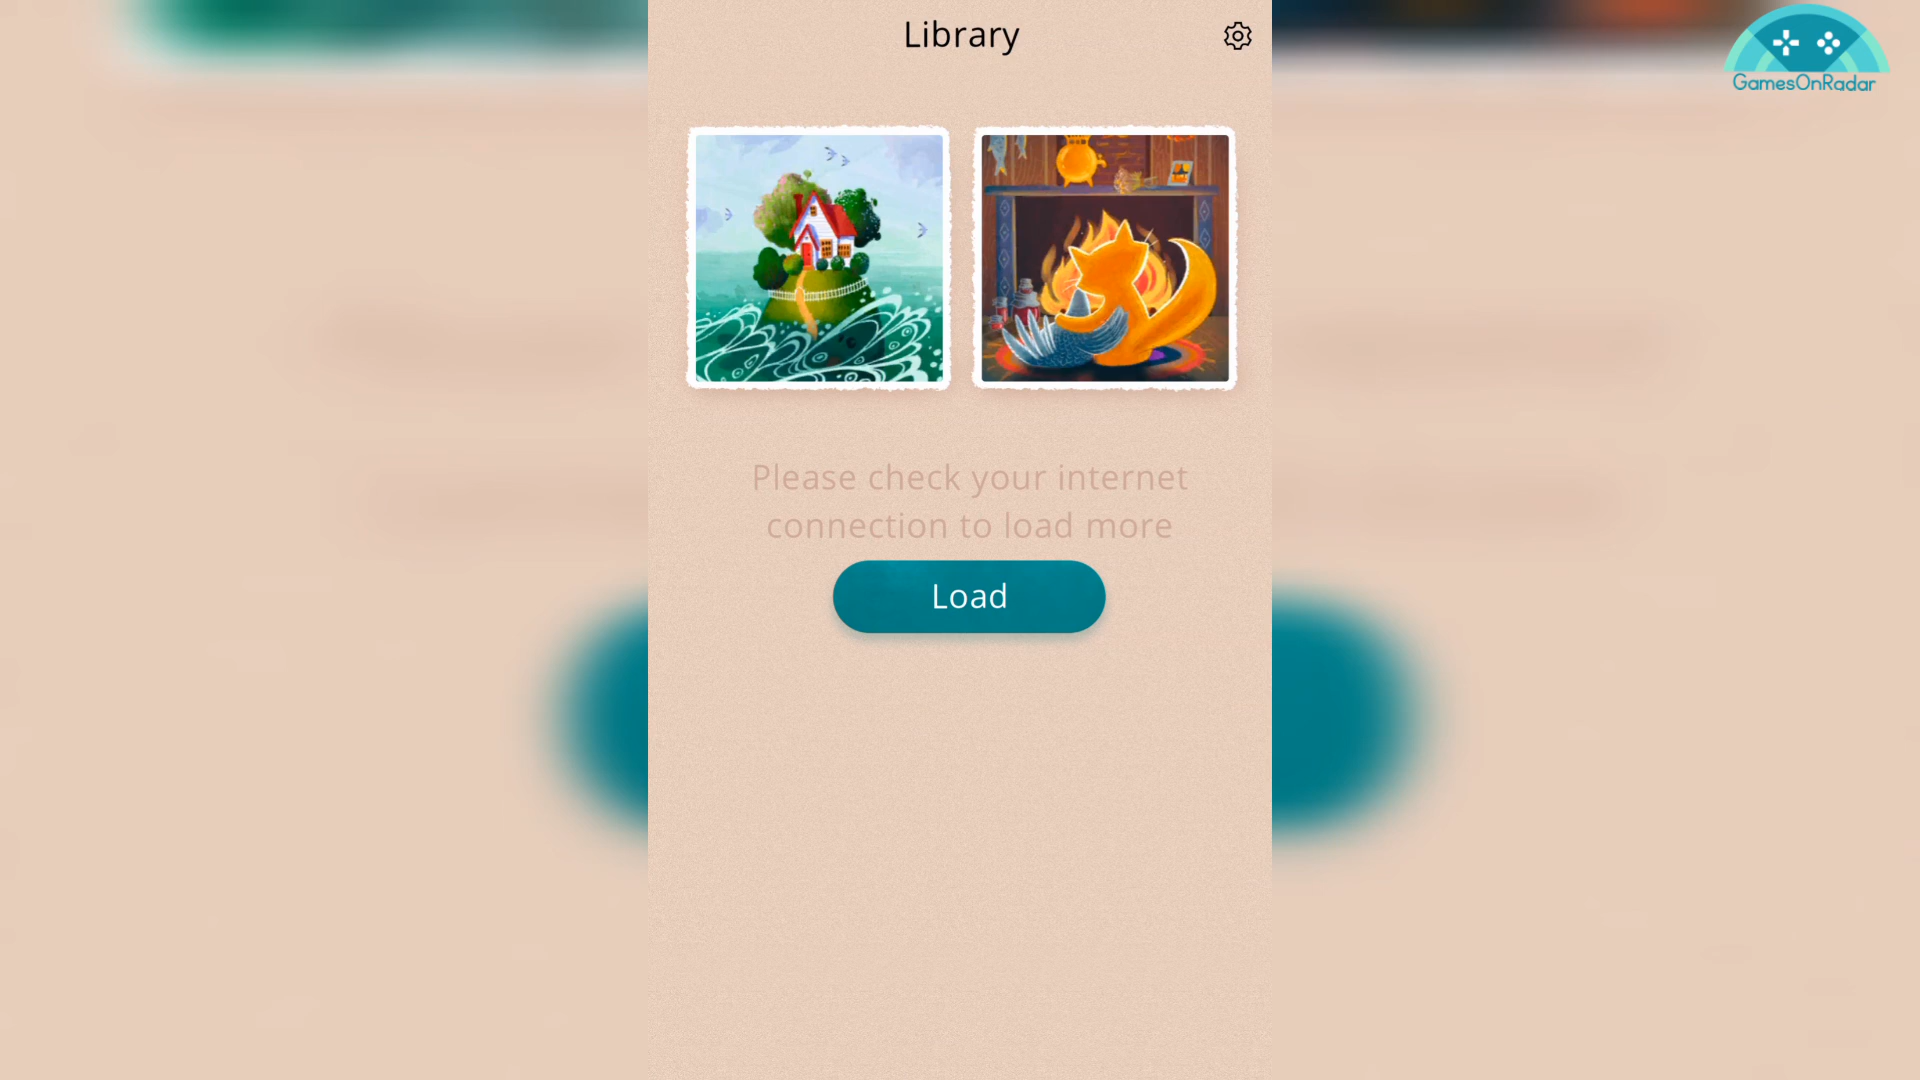 Library
GamesOnRadar
Please check your internet
connection to load more
Load